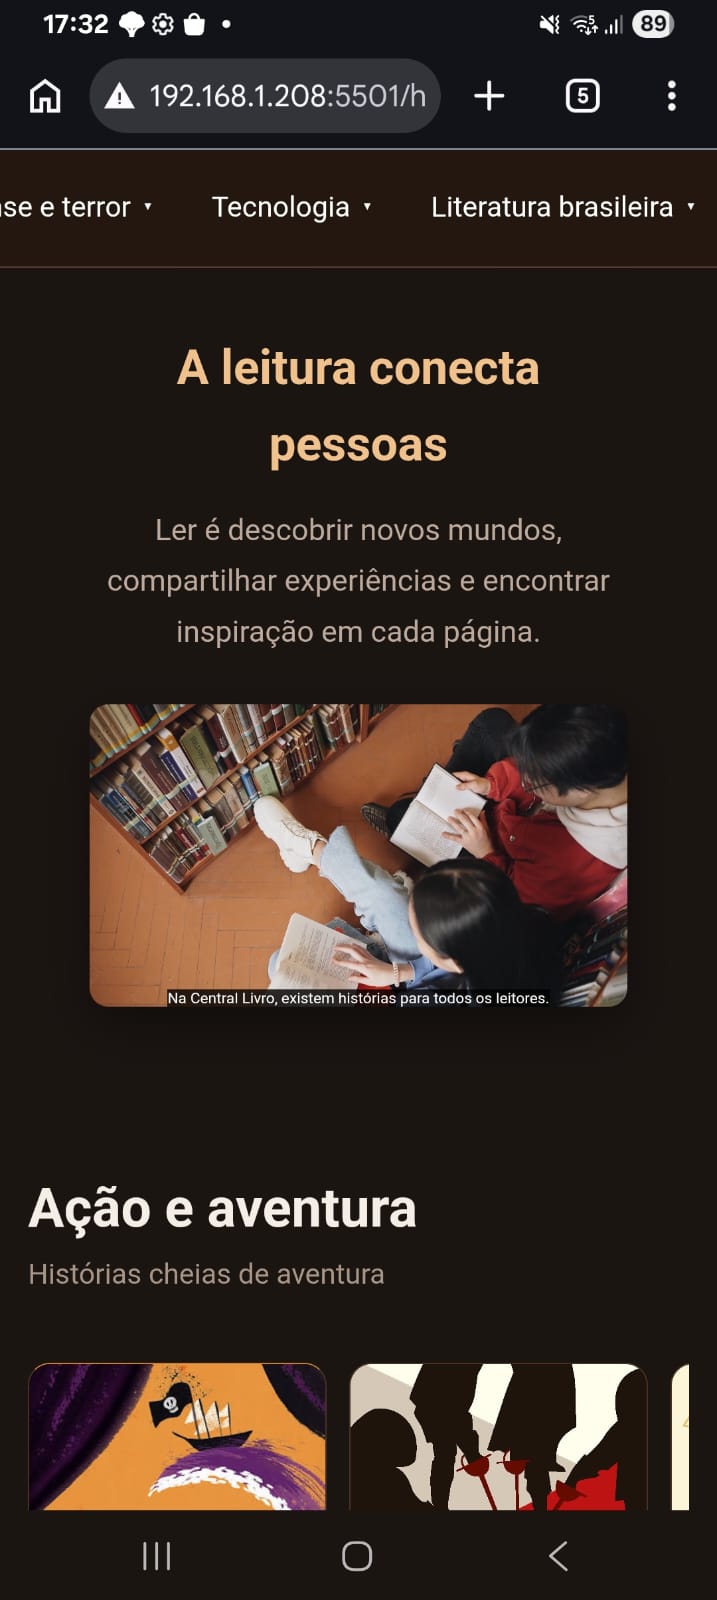 17:32
89
192.168.1.208:5501/h
5
se e terror ▾ Tecnologia ▾ Literatura brasileira ▾
A leitura conecta
pessoas
Ler é descobrir novos mundos,
compartilhar experiências e encontrar
inspiração em cada página.
Na Central Livro, existem histórias para todos os leitores.
Ação e aventura
Histórias cheias de aventura